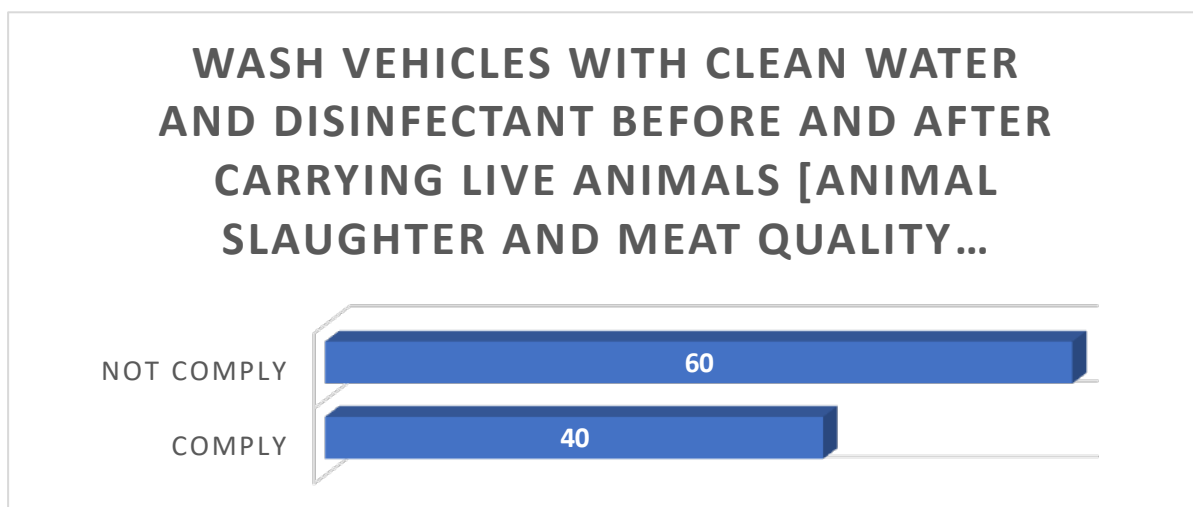 WASH VEHICLES WITH CLEAN WATER
AND DISINFECTANT BEFORE AND AFTER
CARRYING LIVE ANIMALS [ANIMAL
SLAUGHTER AND MEAT QUALITY…
NOT COMPLY
60
COMPLY
40